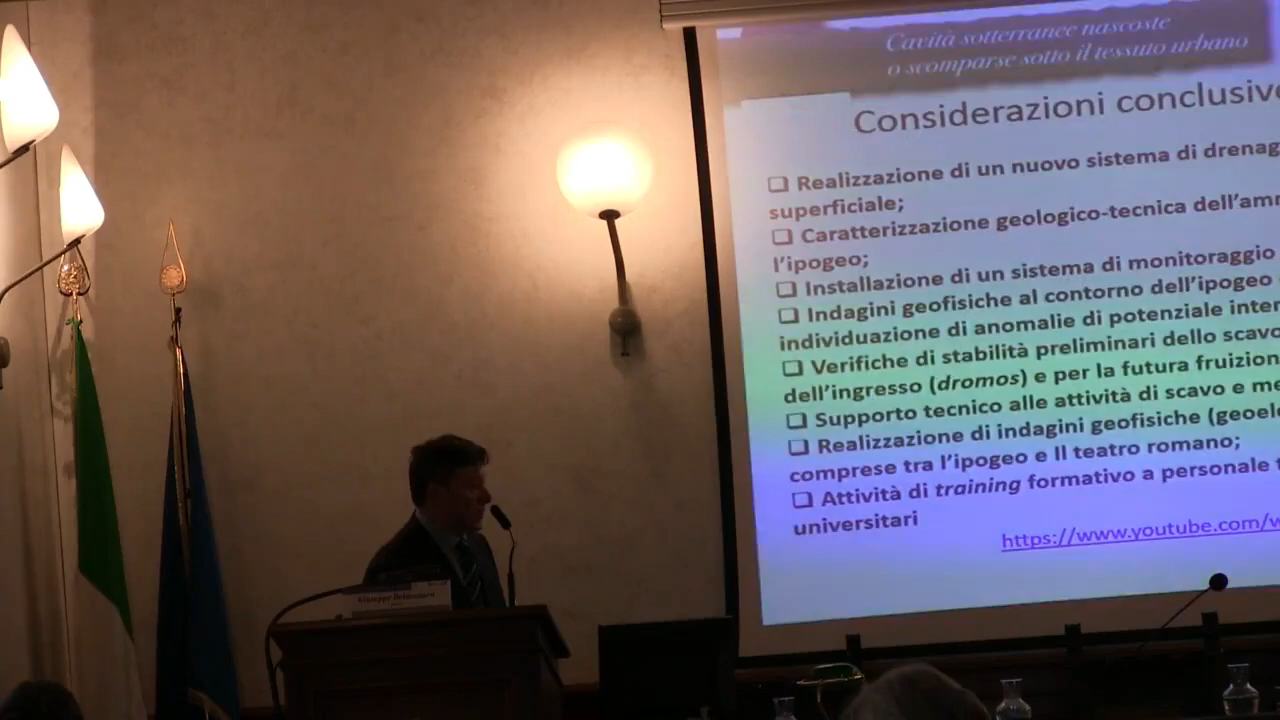 Cavità sotterranee nascoste
o scomparse sotto il tessuto urbano
Considerazioni conclusive
❑ Realizzazione di un nuovo sistema di drenag
superficiale;
❑ Caratterizzazione geologico-tecnica dell'amm
l'ipogeo;
❑ Installazione di un sistema di monitoraggio
❑ Indagini geofisiche al contorno dell'ipogeo
individuazione di anomalie di potenziale inter
❑ Verifiche di stabilità preliminari dello scavo
dell'ingresso (dromos) e per la futura fruizion
❑ Supporto tecnico alle attività di scavo e me
❑ Realizzazione di indagini geofisiche (geoele
comprese tra l'ipogeo e Il teatro romano;
❑ Attività di training formativo a personale t
universitari
https://www.youtube.com/w
Giuseppe